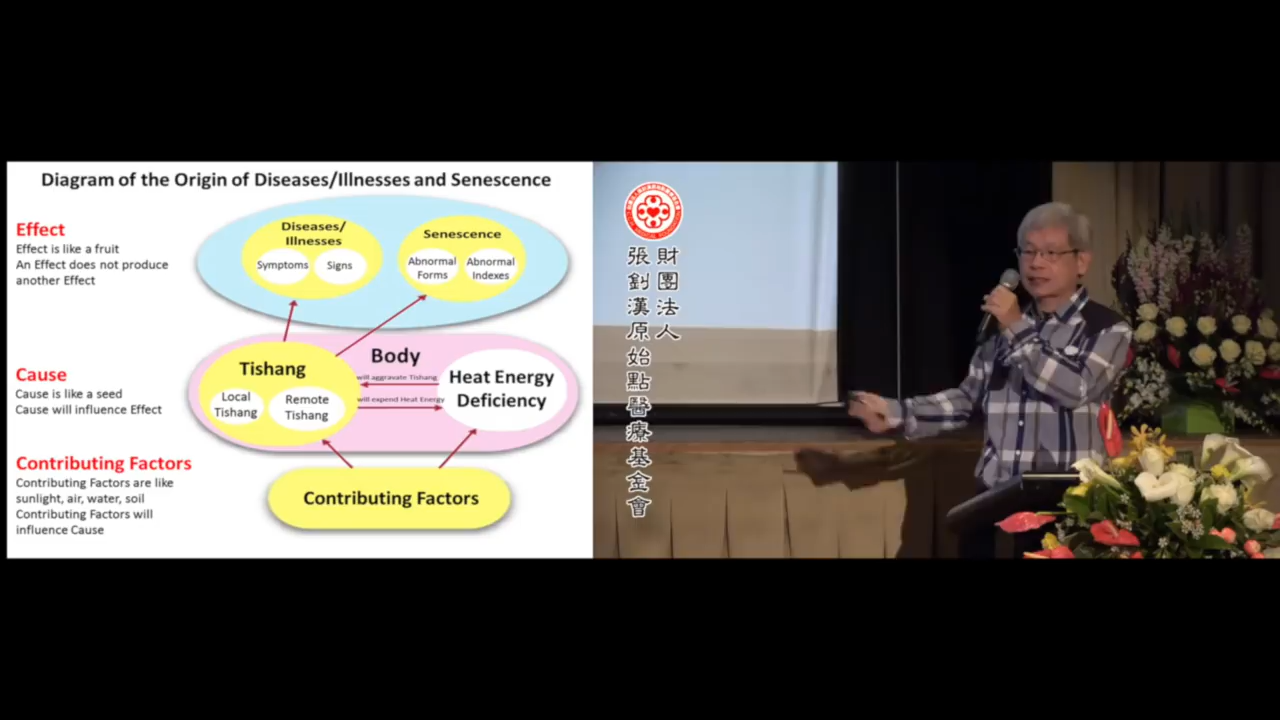 Diagram of the Origin of Diseases/Illnesses and Senescence
Effect
Effect is like a fruit
An Effect does not produce
another Effect
Diseases/
Illnesses
Symptoms
Signs
Senescence
Abnormal
Forms
Abnormal
Indexes
Cause
Cause is like a seed
Cause will influence Effect
Body
Tishang
Local
Tishang
Remote
Tishang
will aggravate Tishang
will expend Heat Energy
Heat Energy
Deficiency
Contributing Factors
Contributing Factors are like
sunlight, air, water, soil
Contributing Factors will
influence Cause
Contributing Factors
財團法人
張釗漢原始點醫療基金會